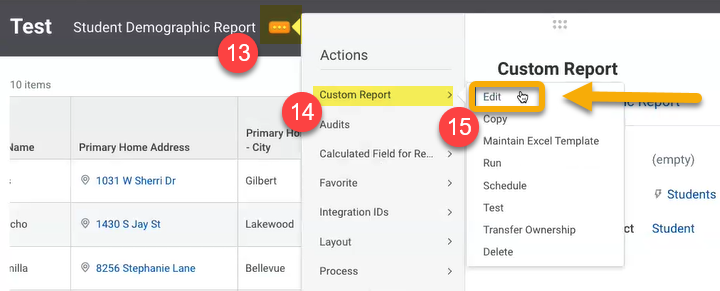 Test Student Demographic Report
13
10 items
Name
Primary Home Address
Primary Ho
- City
s
1031 W Sherri Dr
Gilbert
cho
1430 S Jay St
Lakewood
milla
8256 Stephanie Lane
Bellevue
Actions
14
Custom Report
Audits
Calculated Field for Re...
Favorite
Integration IDs
Layout
Process
Custom Report
15
Edit
Copy
Maintain Excel Template
Run
Schedule
Test
Transfer Ownership
Delete
ic Report
(empty)
Students
ct Student